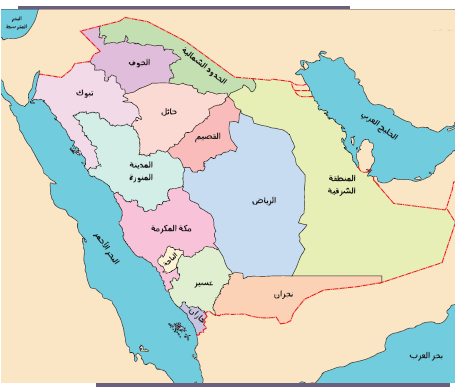 البحر
المتوسط
الحدود الشمالية
الجوف
تبوك
حائل
القصيم
الخليج العربي
المدينة
المنورة
المنطقة
الشرقية
الرياض
مكة المكرمة
البحر الأحمر
الباحة
عسير
نجران
جازان
بحر العرب